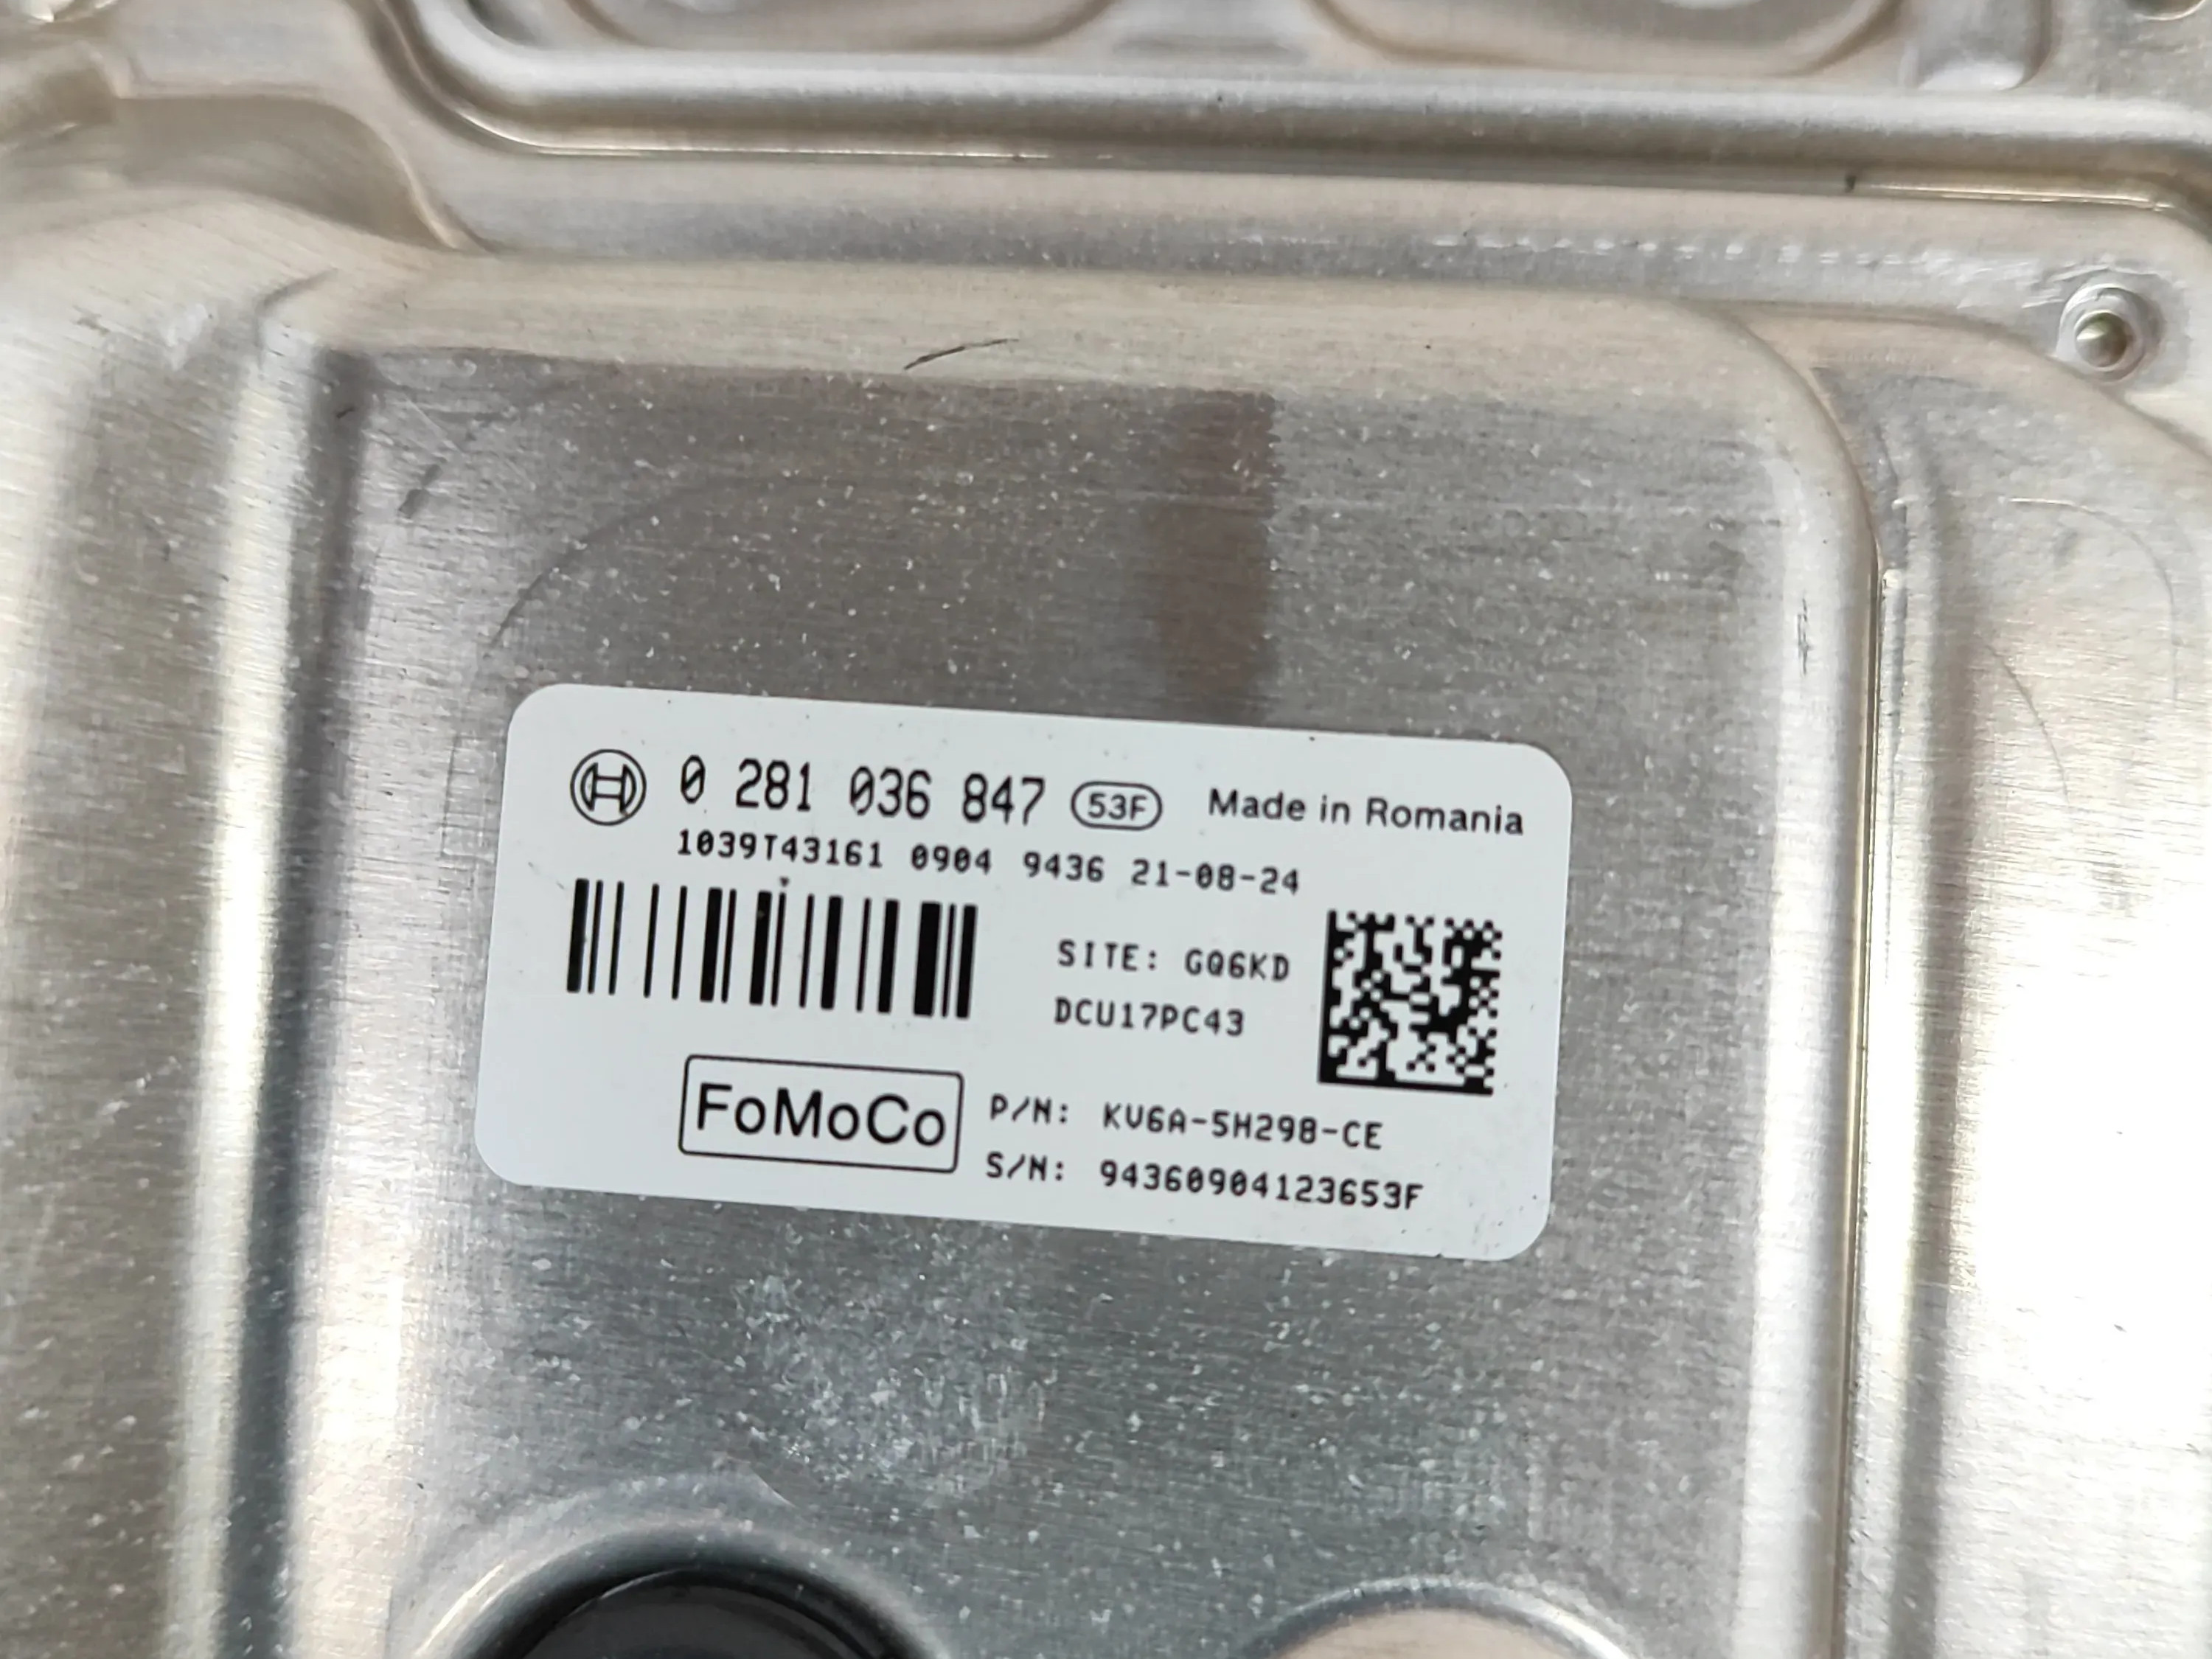 0 281 036 847 53F Made in Romania
1039T43161 0904 9436 21-08-24
SITE: GQ6KD
DCU17PC43
FoMoCo
P/N: KV6A-5H298-CE
S/N: 94360904123653F